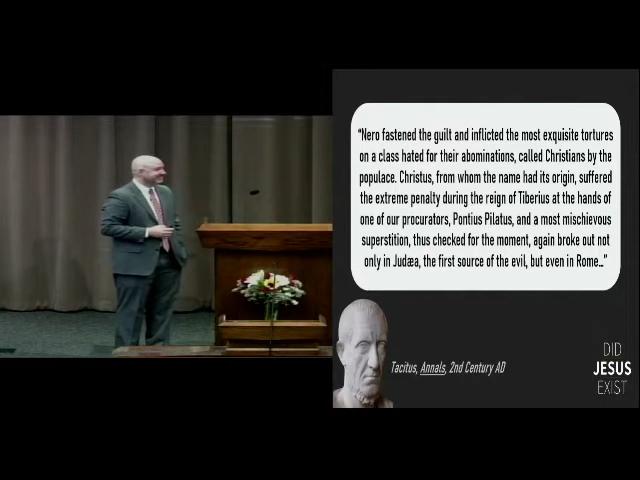 “Nero fastened the guilt and inflicted the most exquisite tortures
on a class hated for their abominations, called Christians by the
populace. Christus, from whom the name had its origin, suffered
the extreme penalty during the reign of Tiberius at the hands of
one of our procurators, Pontius Pilatus, and a most mischievous
superstition, thus checked for the moment, again broke out not
only in Judæa, the first source of the evil, but even in Rome…”
Tacitus, Annals, 2nd Century AD
DID
JESUS
EXIST